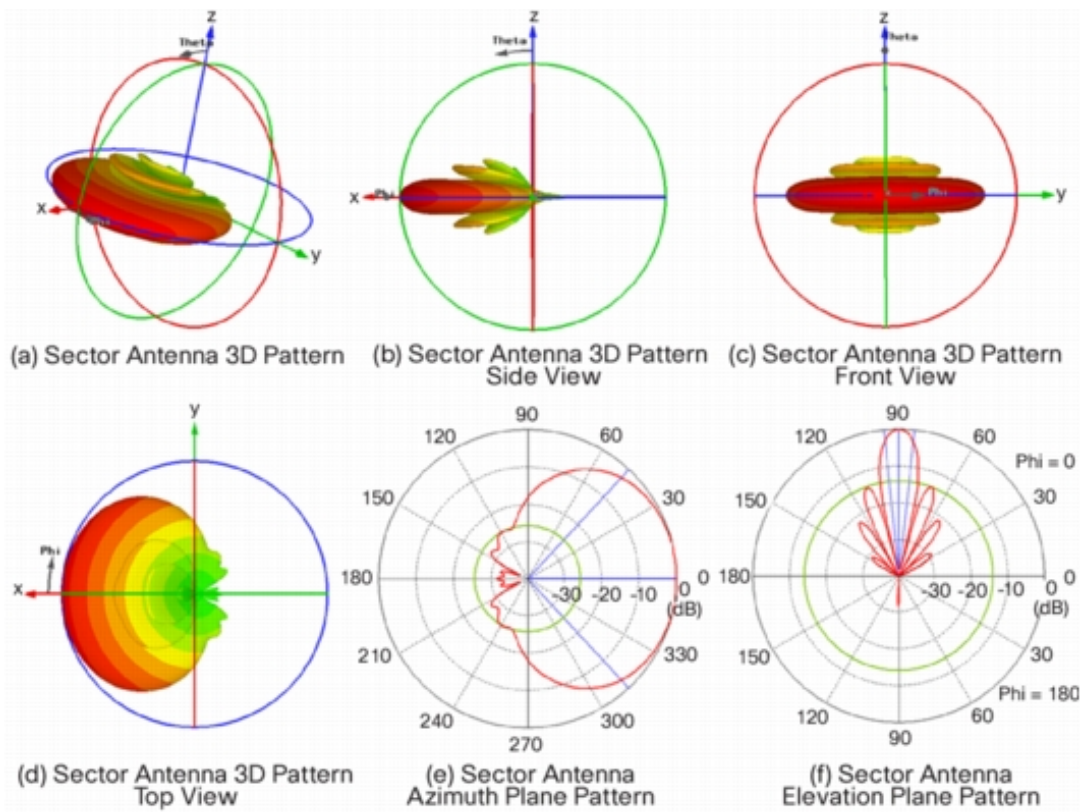 z
Theta
x
Phi
y
z
Theta
Phi
x
z
Theta
Phi
y
(a) Sector Antenna 3D Pattern
(b) Sector Antenna 3D Pattern
Side View
(c) Sector Antenna 3D Pattern
Front View
y
Phi
x
90
120
60
150
30
180
-30 -20 -10 0
0
(dB)
210
330
240
300
270
90
120
60
Phi = 0
150
30
180
-30 -20 -10 0
0
(dB)
150
30
Phi = 180
120
60
90
(d) Sector Antenna 3D Pattern
Top View
(e) Sector Antenna
Azimuth Plane Pattern
(f) Sector Antenna
Elevation Plane Pattern